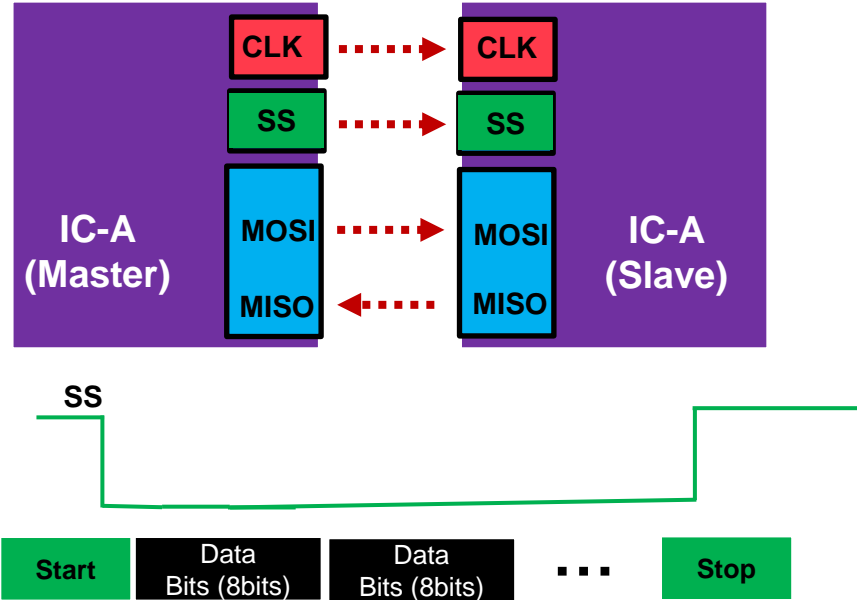 CLK
CLK
SS
SS
IC-A
(Master)
MOSI
MISO
MOSI
MISO
IC-A
(Slave)
SS
Start
Data
Bits (8bits)
Data
Bits (8bits)
...
Stop